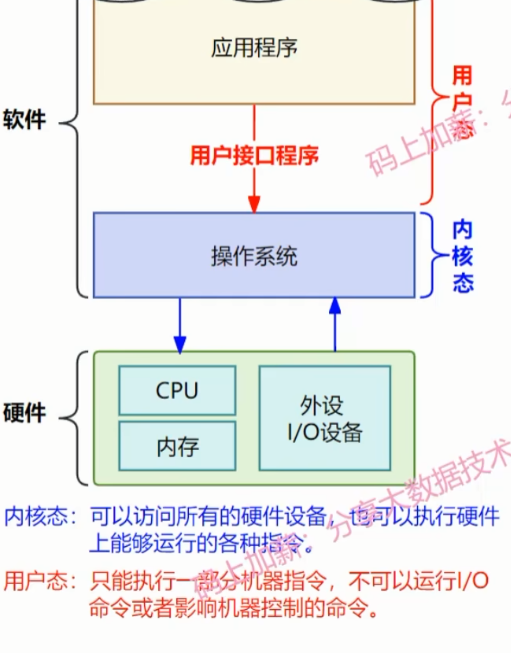 应用程序
用户态
软件
用户接口程序
码上加薪：分
操作系统
内核态
CPU
内存
外设
I/O设备
硬件
内核态：可以访问所有的硬件设备，也可以执行硬件
上能够运行的各种指令。
用户态：只能执行一部分机器指令，不可以运行I/O
命令或者影响机器控制的命令。
码上加薪：分享大数据技术